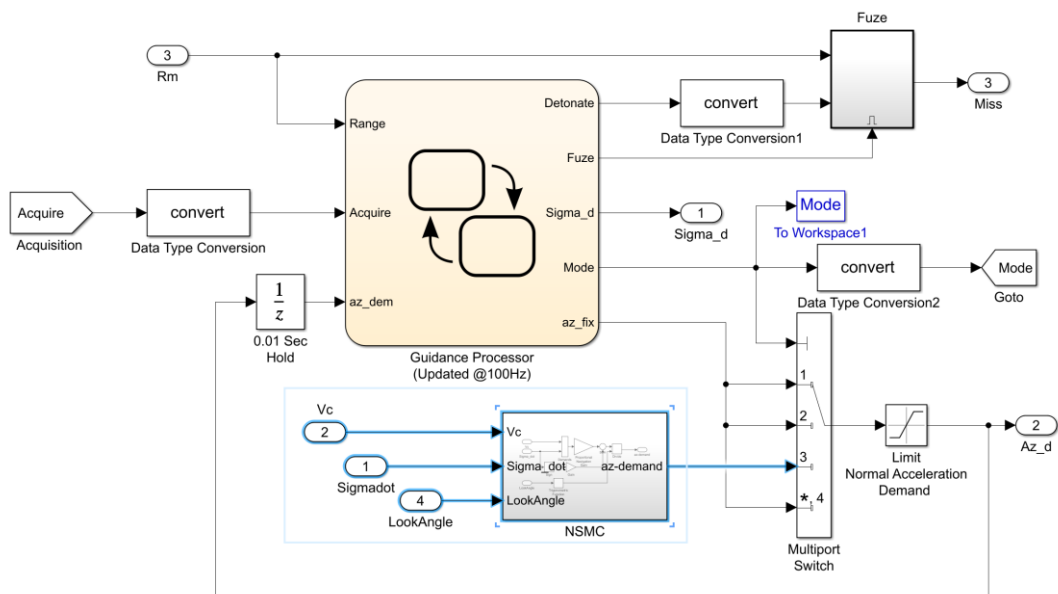 Fuze
3
Rm
Detonate
convert
3
Miss
Range
Data Type Conversion1
Fuze
Acquire
convert
Acquire
Sigma_d
1
Mode
Acquisition
Data Type Conversion
Sigma_d
To Workspace1
Mode
convert
Mode
1
z
az_dem
Data Type Conversion2
Goto
az_fix
0.01 Sec
Hold
Guidance Processor
(Updated @100Hz)
1
Vc
2
Vc
2
Limit
Normal Acceleration
Demand
2
Az_d
1
Sigma_dot
az-demand
3
Sigmadot
4
LookAngle
*, 4
LookAngle
NSMC
Multiport
Switch